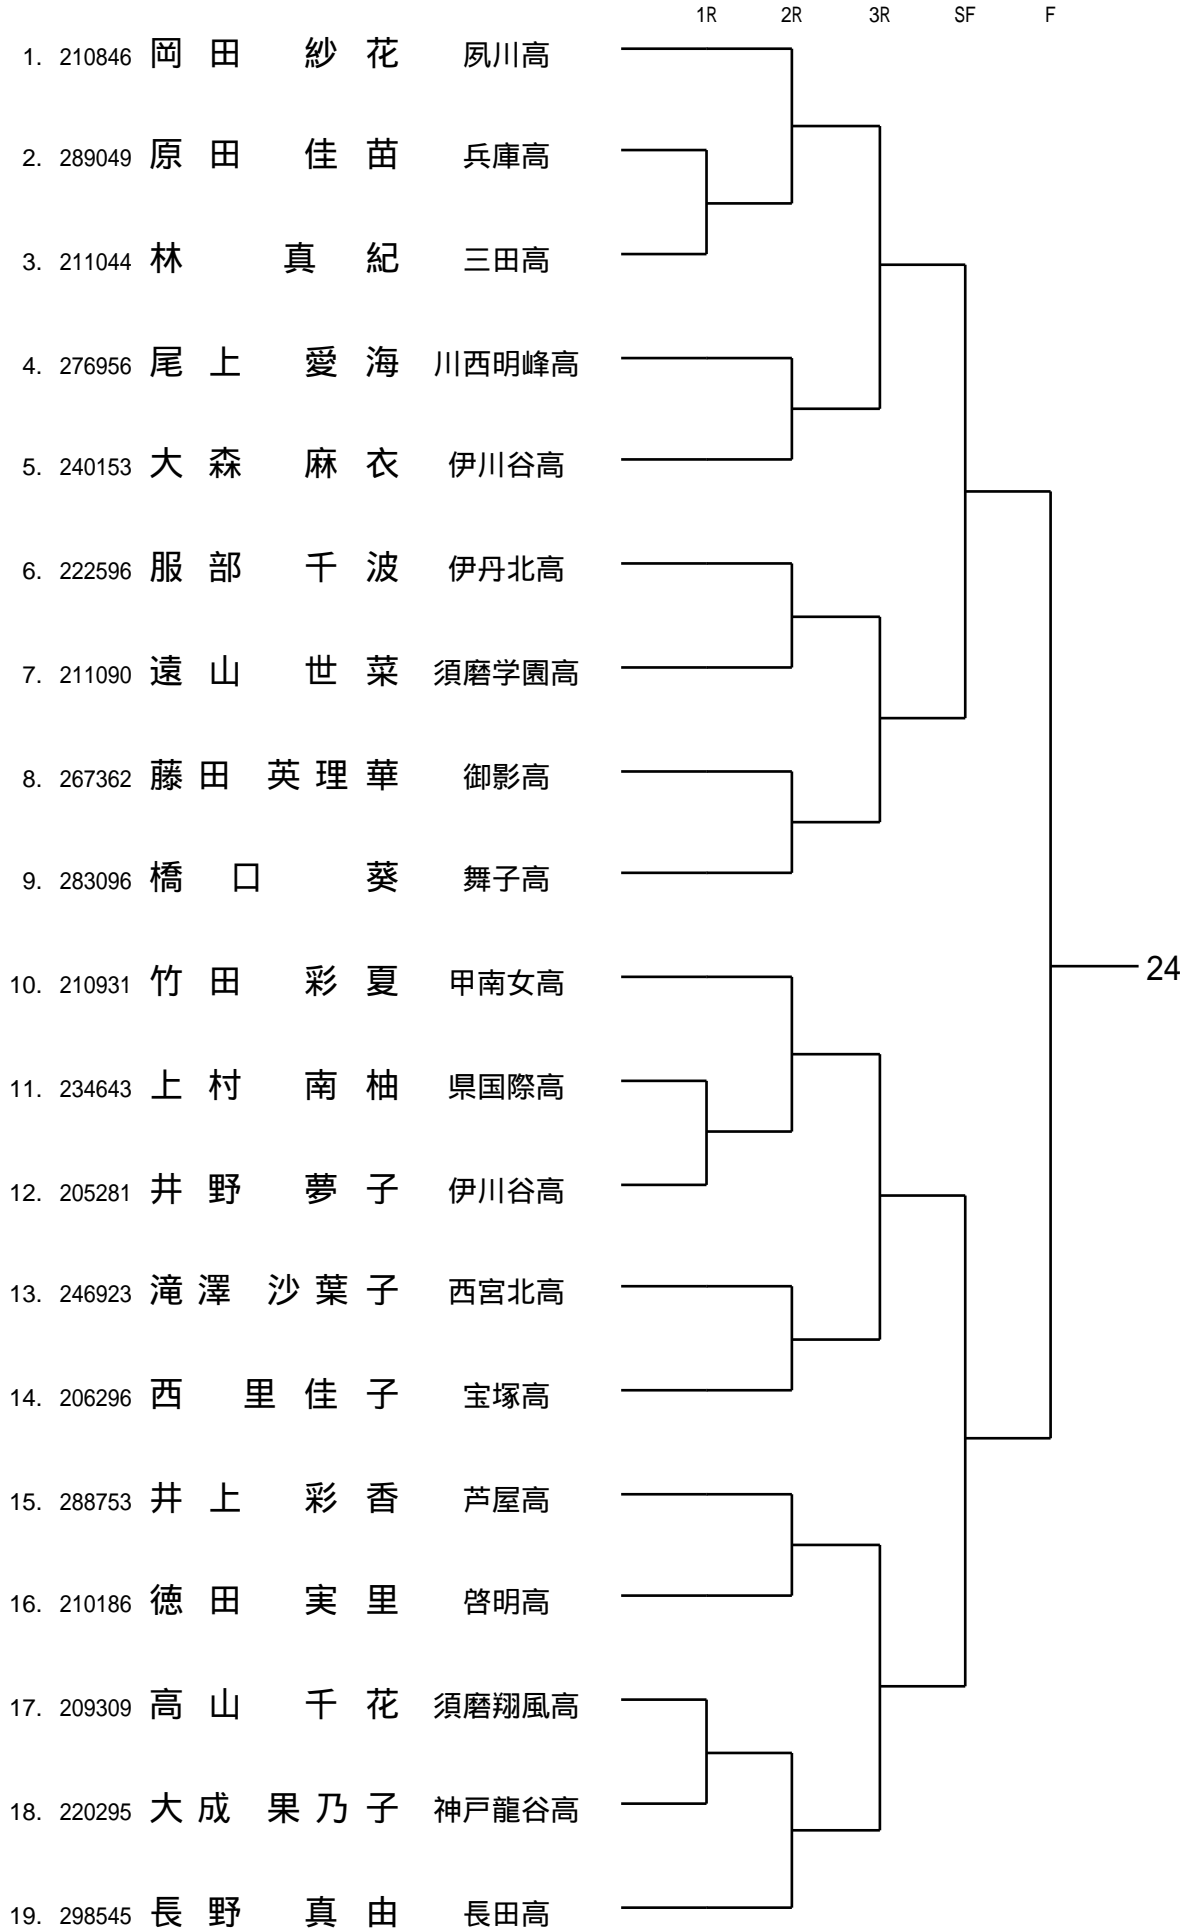 1R 2R 3R SF F
1. 210846 岡田 紗花 夙川高
2. 289049 原田 佳苗 兵庫高
3. 211044 林 真紀 三田高
4. 276956 尾上 愛海 川西明峰高
5. 240153 大森 麻衣 伊川谷高
6. 222596 服部 千波 伊丹北高
7. 211090 遠山 世菜 須磨学園高
8. 267362 藤田 英理華 御影高
9. 283096 橋口 葵 舞子高
24
10. 210931 竹田 彩夏 甲南女高
11. 234643 上村 南柚 県国際高
12. 205281 井野 夢子 伊川谷高
13. 246923 滝澤 沙葉子 西宮北高
14. 206296 西 里佳子 宝塚高
15. 288753 井上 彩香 芦屋高
16. 210186 徳田 実里 啓明高
17. 209309 高山 千花 須磨翔風高
18. 220295 大成 果乃子 神戸龍谷高
19. 298545 長野 真由 長田高